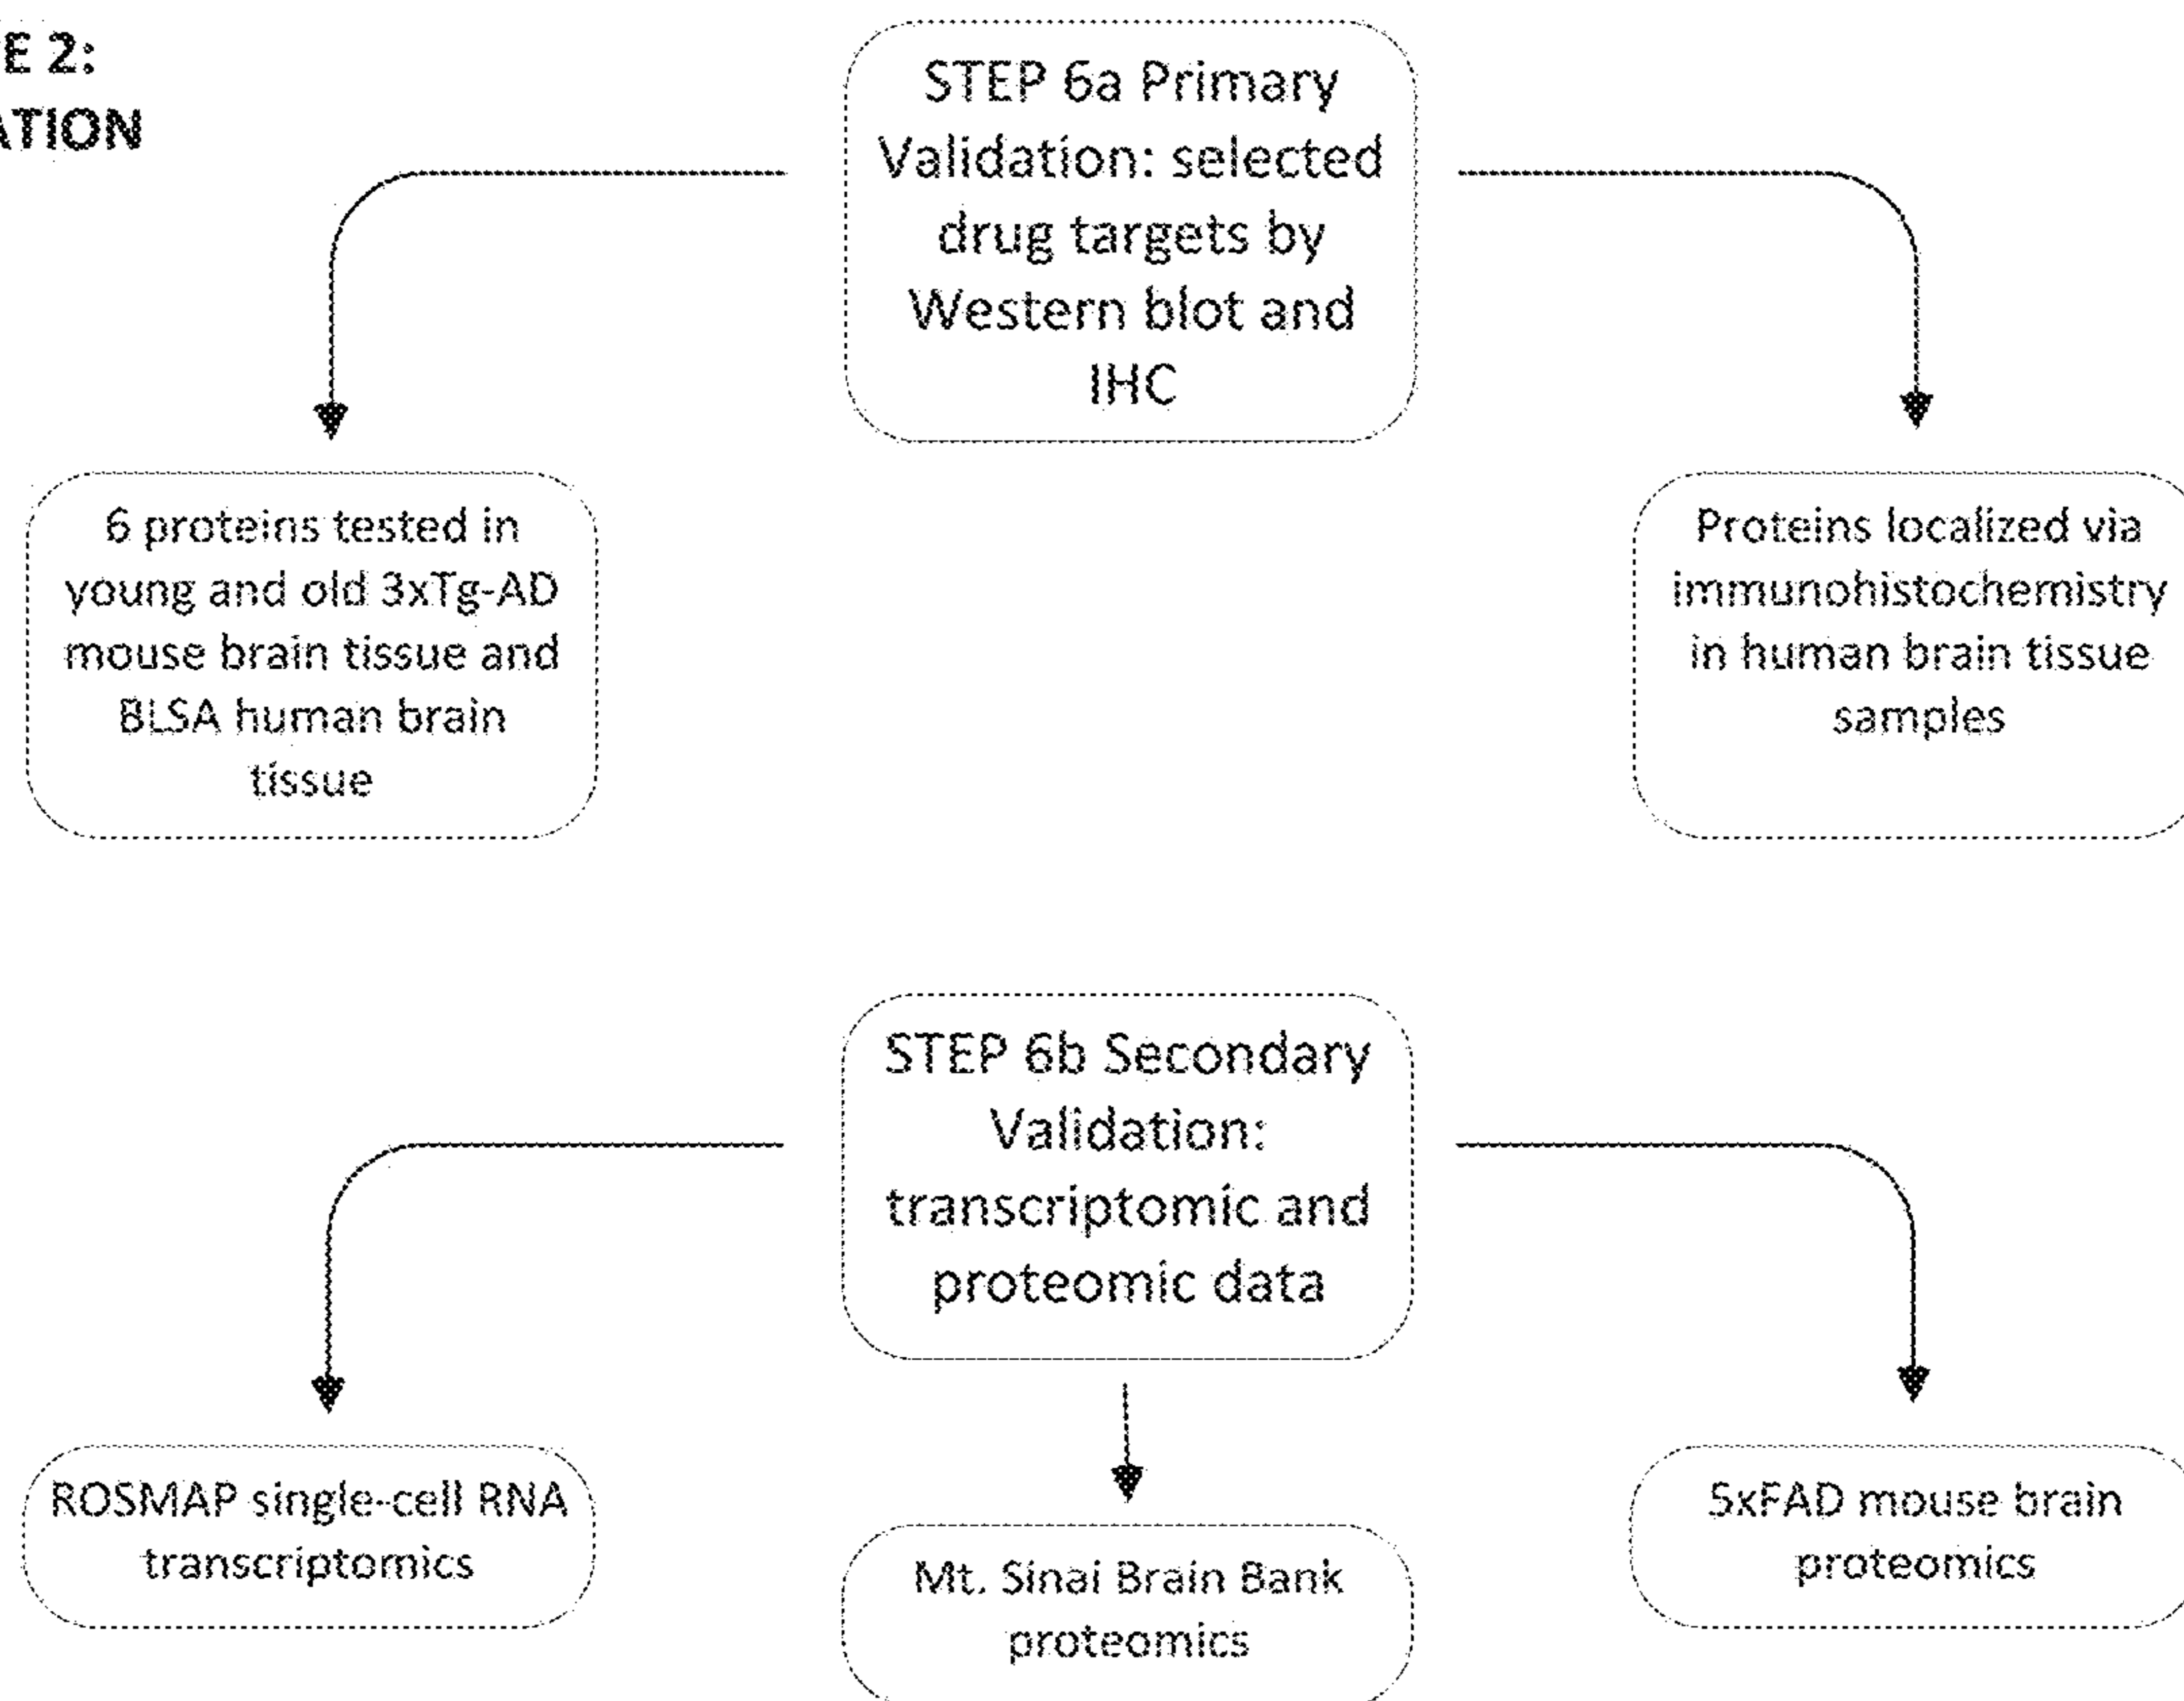 E 2:
ATION
STEP 6a Primary
Validation: selected
drug targets by
Western blot and
IHC
6 proteins tested in
young and old 3xTg-AD
mouse brain tissue and
BLSA human brain
tissue
Proteins localized via
immunohistochemistry
in human brain tissue
samples
STEP 6b Secondary
Validation:
transcriptomic and
proteomic data
ROSMAP single-cell RNA
transcriptomics
Mt. Sinai Brain Bank
proteomics
5xFAD mouse brain
proteomics